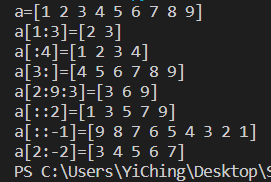 a=[1 2 3 4 5 6 7 8 9]
a[1:3]=[2 3]
a[:4]=[1 2 3 4]
a[3:]=[4 5 6 7 8 9]
a[2:9:3]=[3 6 9]
a[::2]=[1 3 5 7 9]
a[::-1]=[9 8 7 6 5 4 3 2 1]
a[2:-2]=[3 4 5 6 7]
PS C:\Users\YiChing\Desktop\S